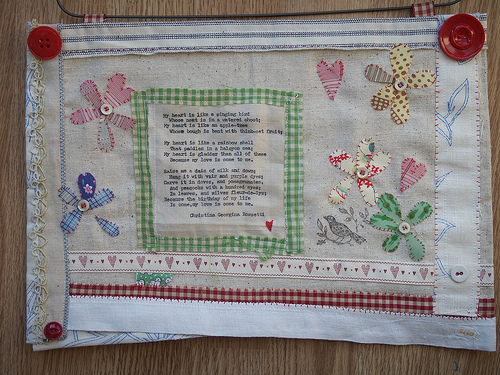 My heart is like a singing bird
Whose nest is in a watered shoot;
My heart is like an apple-tree
Whose bough is bent with thick-set fruit;
My heart is like a rainbow shell
That paddles in a halcyon sea;
My heart is gladder than all of these
Because my love is come to me.
Raise me a dais of silk and down;
Hang it with vair and purple dyes;
Carve it in doves, and pomegranates,
And peacocks with a hundred eyes;
In leaves, and silver fleur-de-lys;
Because the birthday of my life
Is come, my love is come to me.
Christina Georgina Rossetti